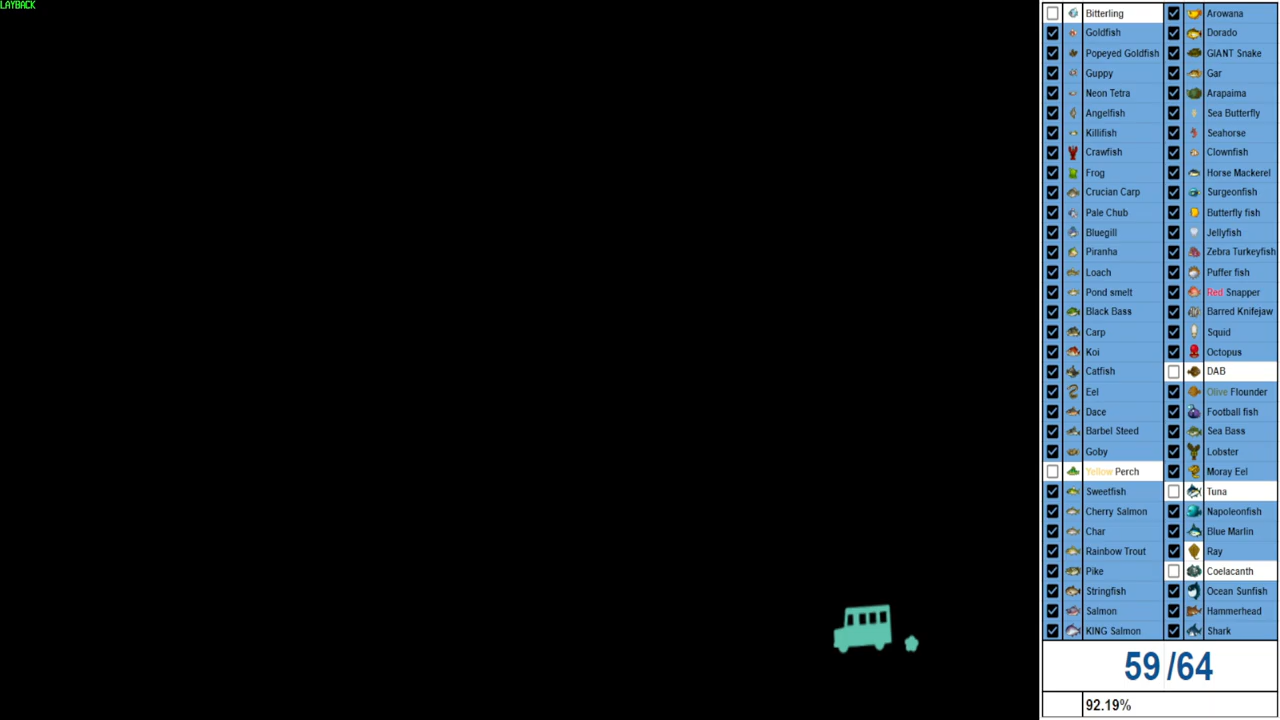 LAYBACK
Bitterling
Goldfish
Popeyed Goldfish
Guppy
Neon Tetra
Angelfish
Killifish
Crawfish
Frog
Crucian Carp
Pale Chub
Bluegill
Piranha
Loach
Pond smelt
Black Bass
Carp
Koi
Catfish
Eel
Dace
Barbel Steed
Goby
Yellow Perch
Sweetfish
Cherry Salmon
Char
Rainbow Trout
Pike
Stringfish
Salmon
KING Salmon
Arowana
Dorado
GIANT Snake
Gar
Arapaima
Sea Butterfly
Seahorse
Clownfish
Horse Mackerel
Surgeonfish
Butterfly fish
Jellyfish
Zebra Turkeyfish
Puffer fish
Red Snapper
Barred Knifejaw
Squid
Octopus
DAB
Olive Flounder
Football fish
Sea Bass
Lobster
Moray Eel
Tuna
Napoleonfish
Blue Marlin
Ray
Coelacanth
Ocean Sunfish
Hammerhead
Shark
59 /64
92.19%